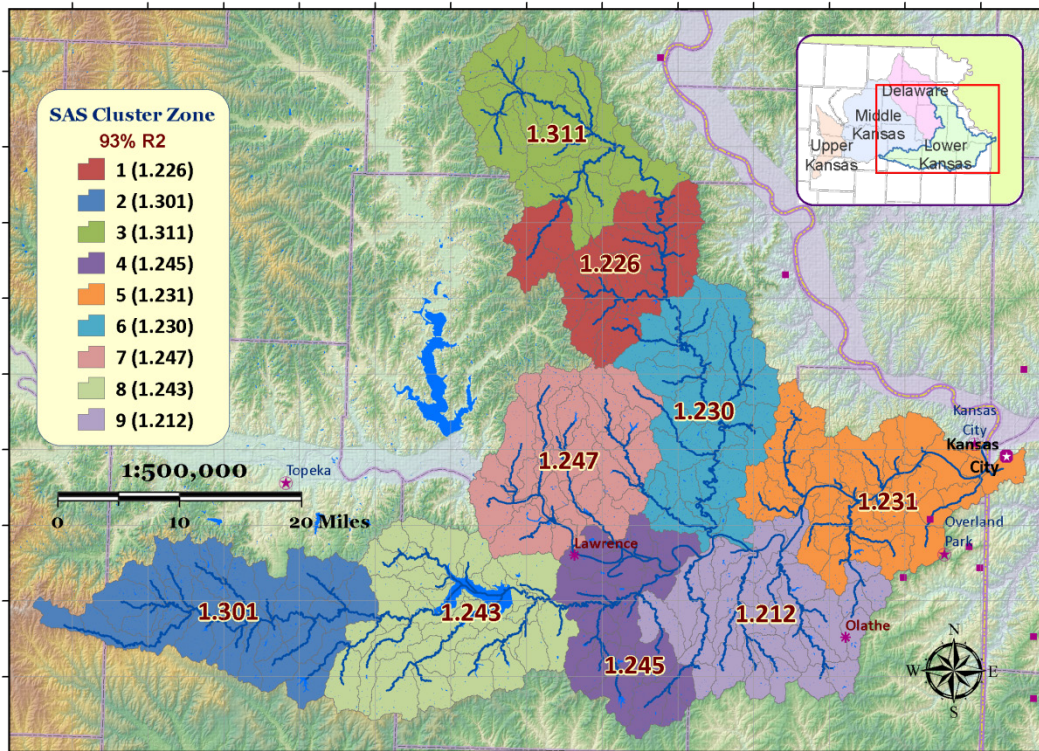 SAS Cluster Zone
93% R2
1 (1.226)
2 (1.301)
3 (1.311)
4 (1.245)
5 (1.231)
6 (1.230)
7 (1.247)
8 (1.243)
9 (1.212)
1:500,000
0 10 20 Miles
Topeka
Delaware
Middle
Kansas
Upper
Kansas
Lower
Kansas
1.311
1.226
1.230
1.247
Kansas
City
Kansas
City
1.231
Overland
Park
Lawrence
1.301
1.243
1.245
1.212
Olathe
N
W
E
S